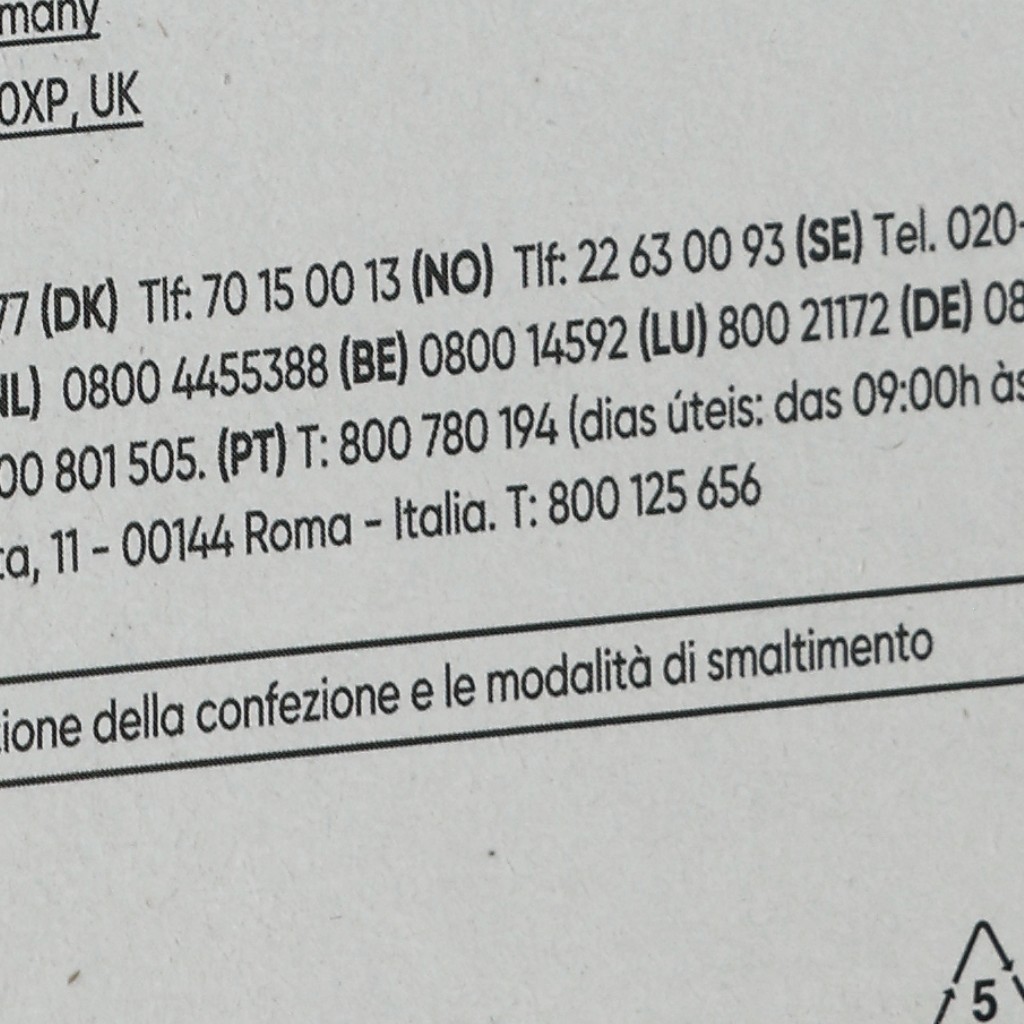 many
0XP, UK
77 (DK) Tlf: 70 15 00 13 (NO) Tlf: 22 63 00 93 (SE) Tel. 020-
NL) 0800 4455388 (BE) 0800 14592 (LU) 800 21172 (DE) 08
00 801 505. (PT) T: 800 780 194 (dias úteis: das 09:00h às
ta, 11 - 00144 Roma - Italia. T: 800 125 656
zione della confezione e le modalità di smaltimento
5